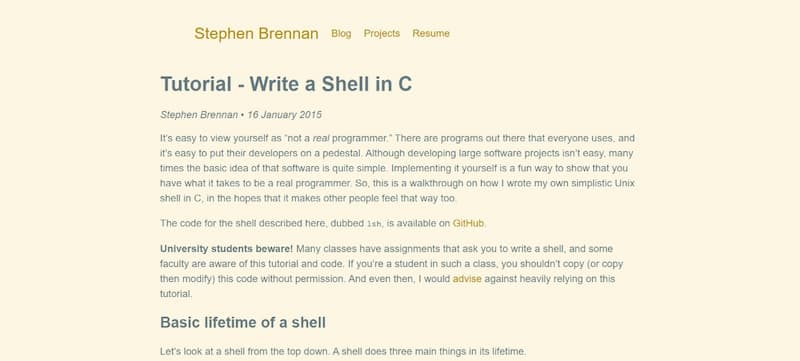 Stephen Brennan Blog Projects Resume
Tutorial - Write a Shell in C
Stephen Brennan • 16 January 2015
It's easy to view yourself as “not a real programmer.” There are programs out there that everyone uses, and
it's easy to put their developers on a pedestal. Although developing large software projects isn't easy, many
times the basic idea of that software is quite simple. Implementing it yourself is a fun way to show that you
have what it takes to be a real programmer. So, this is a walkthrough on how I wrote my own simplistic Unix
shell in C, in the hopes that it makes other people feel that way too.
The code for the shell described here, dubbed lsh, is available on GitHub.
University students beware! Many classes have assignments that ask you to write a shell, and some
faculty are aware of this tutorial and code. If you're a student in such a class, you shouldn't copy (or copy
then modify) this code without permission. And even then, I would advise against heavily relying on this
tutorial.
Basic lifetime of a shell
Let's look at a shell from the top down. A shell does three main things in its lifetime.